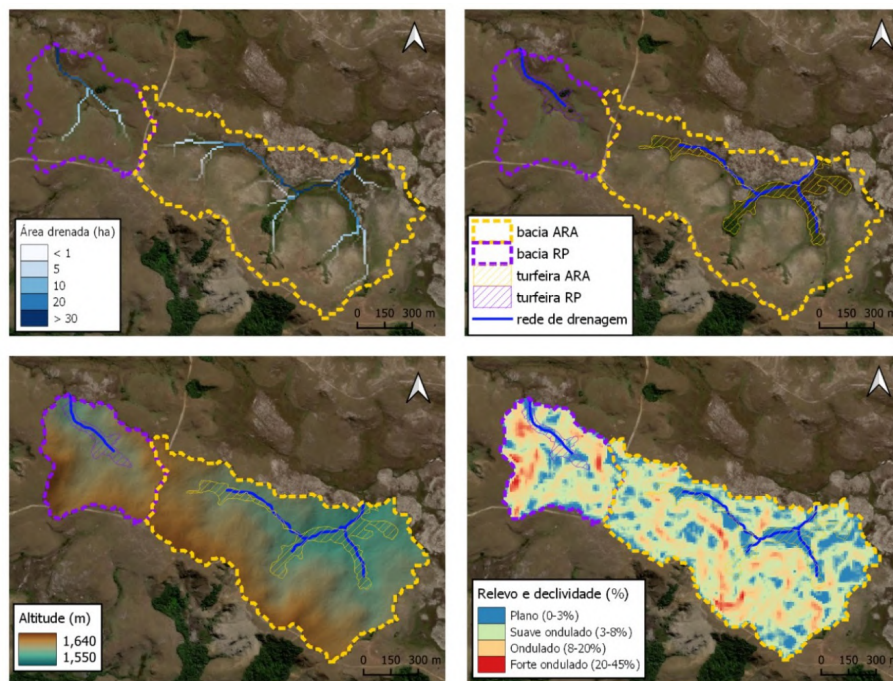 Área drenada (ha)
< 1
5
10
20
> 30
0 150 300 m
bacia ARA
bacia RP
turfeira ARA
turfeira RP
rede de drenagem
0 150 300 m
Altitude (m)
1,640
1,550
0 150 300 m
Relevo e declividade (%)
Plano (0-3%)
Suave ondulado (3-8%)
Ondulado (8-20%)
Forte ondulado (20-45%)
0 150 300 m